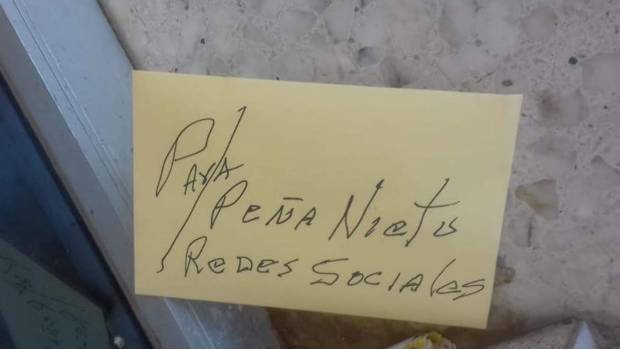 Para
Peña Nieto
Redes Sociales